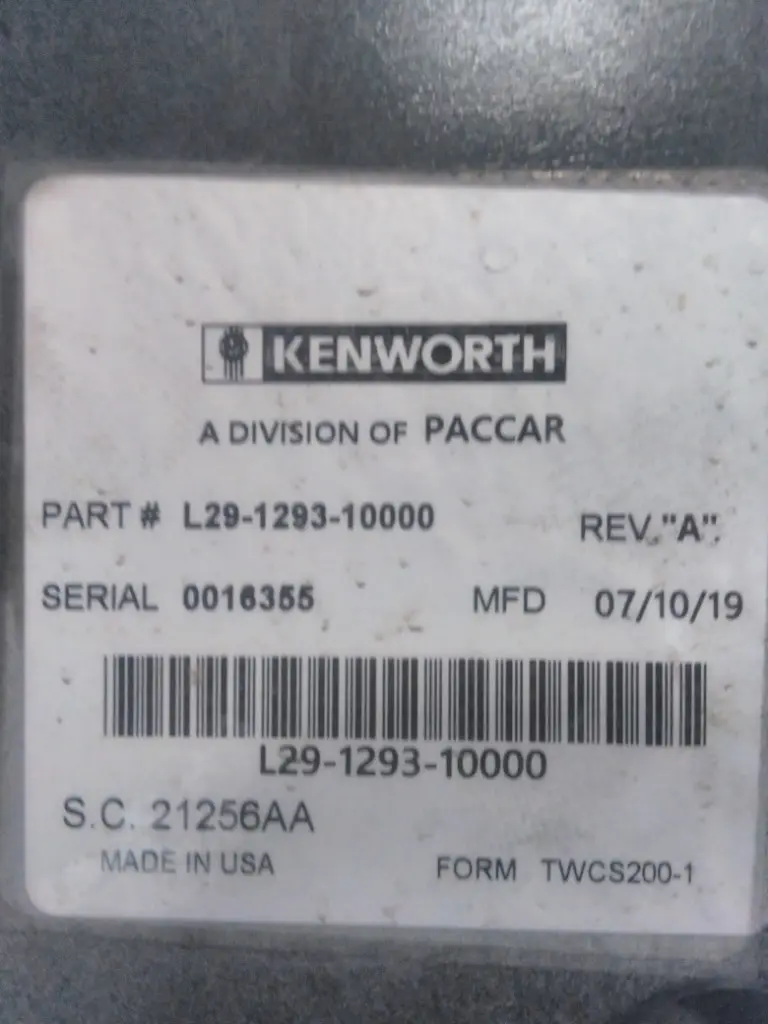 KENWORTH
A DIVISION OF PACCAR
PART # L29-1293-10000 REV. "A".
SERIAL 0016355 MFD 07/10/19
L29-1293-10000
S.C. 21256AA
MADE IN USA FORM TWCS200-1